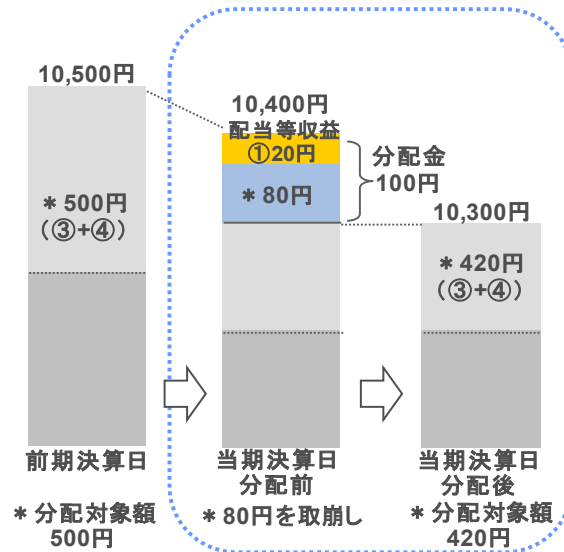 10,500円
＊500円
（③+④）
前期決算日
＊分配対象額
500円
10,400円
配当等収益
①20円
＊80円
分配金
100円
当期決算日
分配前
＊80円を取崩し
10,300円
＊420円
（③+④）
当期決算日
分配後
＊分配対象額
420円